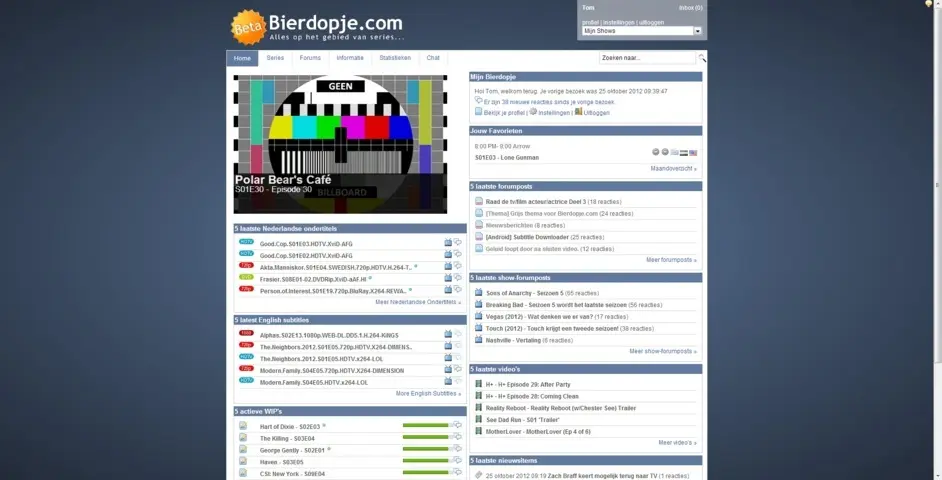 Beta
Bierdopje.com
Alles op het gebied van series...
Tom
Inbox (0)
profiel | instellingen | uitloggen
Mijn Shows
Home
Series
Forums
Informatie
Statistieken
Chat
Zoeken naar...
GEEN
BILLBOARD
Polar Bear's Café
S01E30 - Episode 30
5 laatste Nederlandse ondertitels
Good.Cop.S01E03.HDTV.XviD-AFG
Good.Cop.S01E02.HDTV.XviD-AFG
Akta.Manniskor.S01E04.SWEDISH.720p.HDTV.H.264-T..
Frasier.S08E01-02.DVDRip.XviD-aAF.HI
Person.of.Interest.S01E19.720p.BluRay.X264-REWA..
Meer Nederlandse Ondertitels »
5 latest English subtitles
Alphas.S02E13.1080p.WEB-DL.DD5.1.H.264-KINGS
The.Neighbors.2012.S01E05.720p.HDTV.X264-DIMENS..
The.Neighbors.2012.S01E05.HDTV.x264-LOL
Modern.Family.S04E05.720p.HDTV.X264-DIMENSION
Modern.Family.S04E05.HDTV.x264-LOL
More English Subtitles »
5 actieve WIP's
Hart of Dixie - S02E03
The Killing - S03E04
George Gently - S02E01
Haven - S03E05
CSI: New York - S09E04
Mijn Bierdopje
Hoi Tom, welkom terug. Je vorige bezoek was 25 oktober 2012 09:39:47
Er zijn 38 nieuwe reacties sinds je vorige bezoek.
Bekijk je profiel | Instellingen | Uitloggen
Jouw Favorieten
8:00 PM- 8:00 Arrow
S01E03 - Lone Gunman
Maandoverzicht »
5 laatste forumposts
Raad de tv/film acteur/actrice Deel 3 (18 reacties)
[Thema] Grijs thema voor Bierdopje.com (24 reacties)
Nieuwsberichten (8 reacties)
[Android] Subtitle Downloader (25 reacties)
Geluid loopt door na sluiten video. (12 reacties)
Meer forumposts »
5 laatste show-forumposts
Sons of Anarchy - Seizoen 5 (65 reacties)
Breaking Bad - Seizoen 5 wordt het laatste seizoen (56 reacties)
Vegas (2012) - Wat denken we er van? (17 reacties)
Touch (2012) - Touch krijgt een tweede seizoen! (38 reacties)
Nashville - Vertaling (6 reacties)
Meer show-forumposts »
5 laatste video's
H+ - H+ Episode 29: After Party
H+ - H+ Episode 28: Coming Clean
Reality Reboot - Reality Reboot (w/Chester See) Trailer
See Dad Run - S01 'Trailer'
MotherLover - MotherLover (Ep 4 of 6)
Meer video's »
5 laatste nieuwsitems
25 oktober 2012 09:19 Zach Braff keert mogelijk terug naar TV (1 reacties)